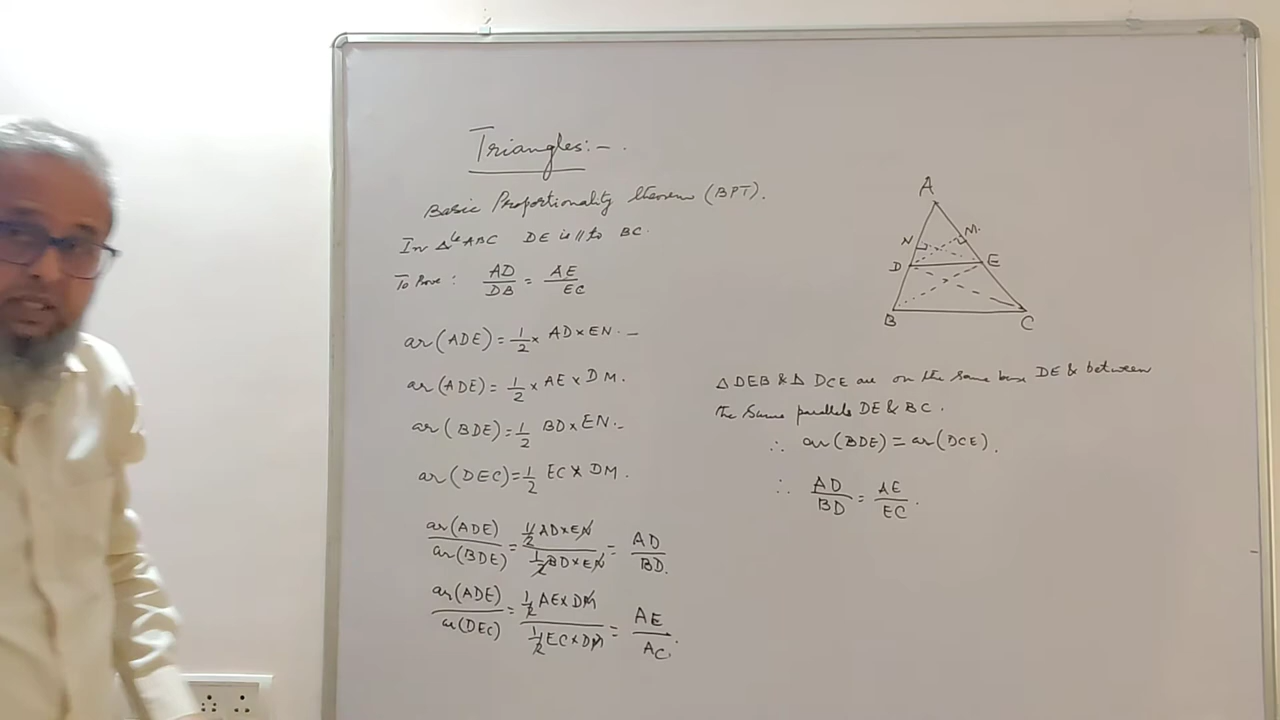 Triangles:- .
Basic Proportionality theorem (BPT).
In Δle ABC DE is || to BC.
To Prove : AD/DB = AE/EC
ar(ADE) = 1/2 × AD × EN. –
ar(ADE) = 1/2 × AE × DM.
ar(BDE) = 1/2 BD × EN. –
ar(DEC) = 1/2 EC × DM.
ar(ADE)/ar(BDE) = 1/2 AD × EN / 1/2 BD × EN = AD/BD.
ar(ADE)/ar(DEC) = 1/2 AE × DM / 1/2 EC × DM = AE/AC.
A
N M.
D E
B C
Δ DEB & Δ DCE are on the same base DE & between
the same parallels DE & BC.
∴ ar(BDE) = ar(DCE).
∴ AD/BD = AE/EC.